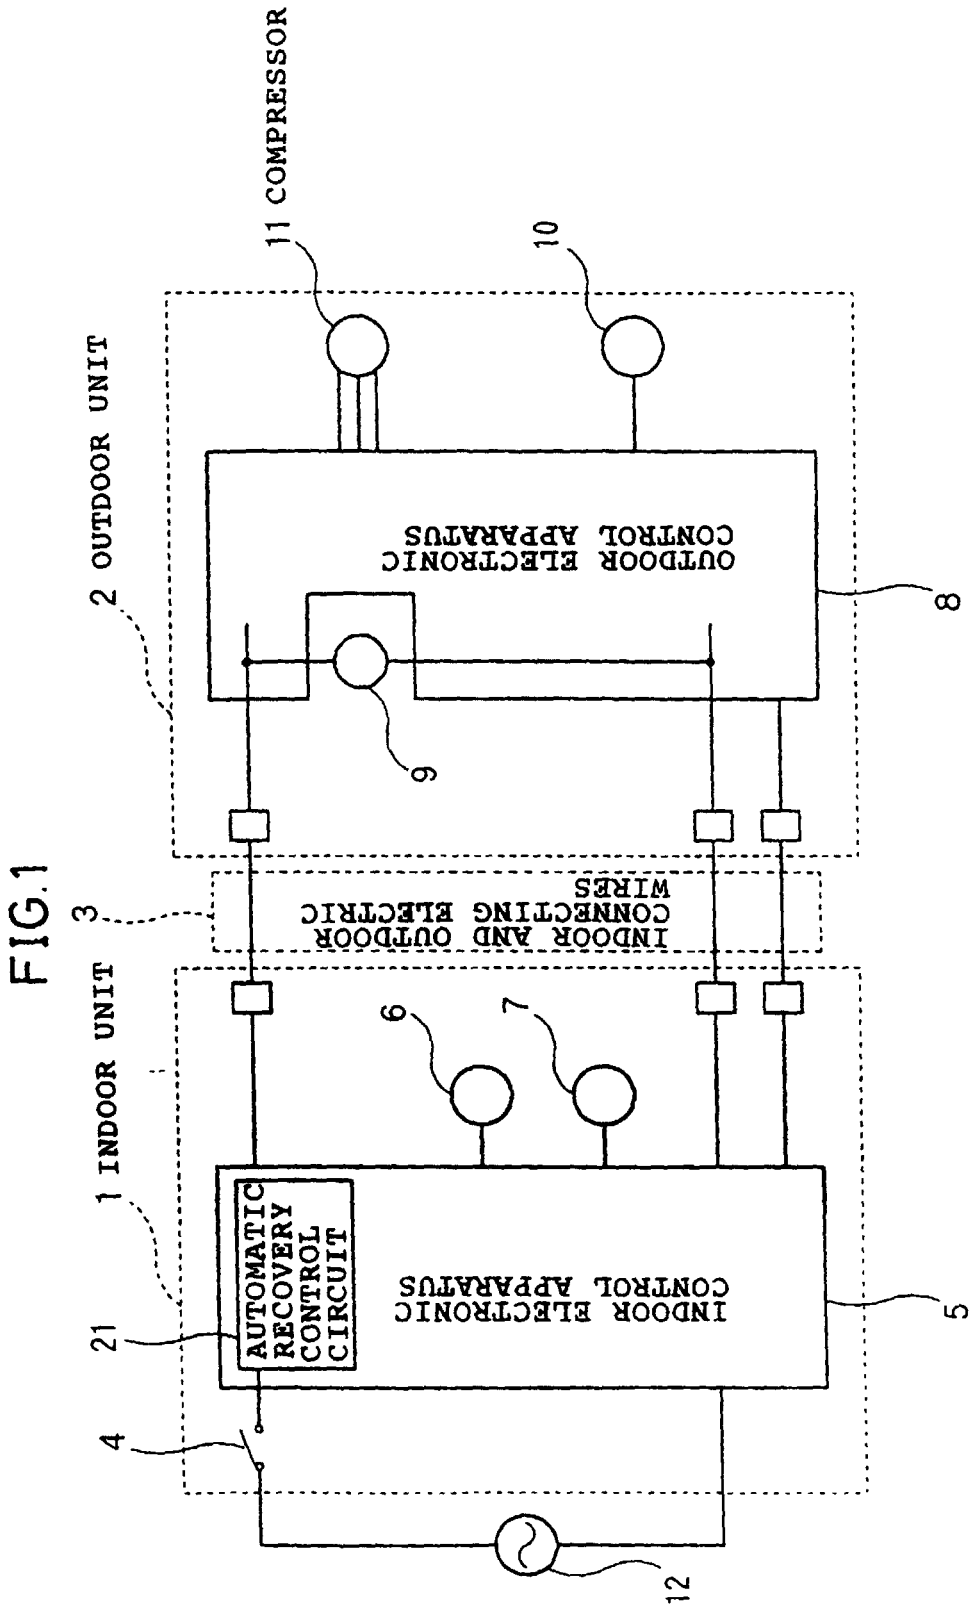 FIG.1
1 INDOOR UNIT
3
2 OUTDOOR UNIT
11 COMPRESSOR
10
4
21
AUTOMATIC
RECOVERY
CONTROL
CIRCUIT
INDOOR ELECTRONIC
CONTROL APPARATUS
6
7
INDOOR AND OUTDOOR
CONNECTING ELECTRIC
WIRES
9
OUTDOOR ELECTRONIC
CONTROL APPARATUS
12
5
8